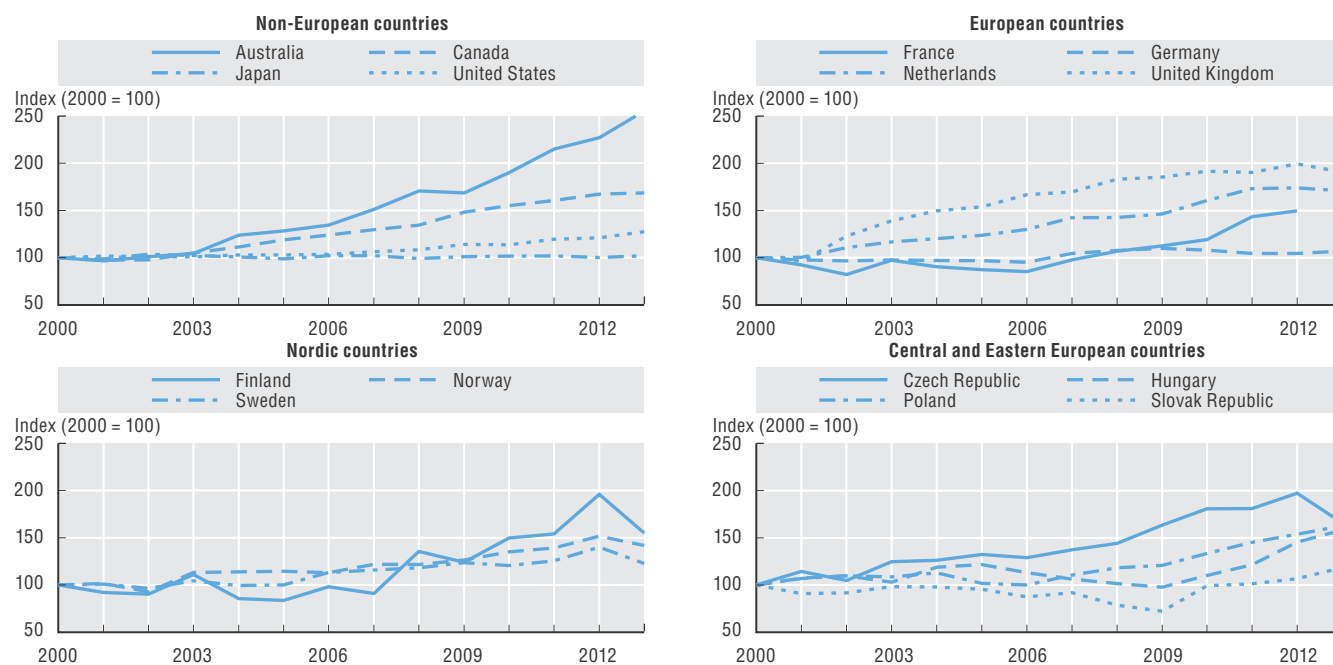 Non-European countries
Australia Canada
Japan United States
Index (2000 = 100)
250
200
150
100
50
2000 2003 2006 2009 2012
European countries
France Germany
Netherlands United Kingdom
Index (2000 = 100)
250
200
150
100
50
2000 2003 2006 2009 2012
Nordic countries
Finland Norway
Sweden
Index (2000 = 100)
250
200
150
100
50
2000 2003 2006 2009 2012
Central and Eastern European countries
Czech Republic Hungary
Poland Slovak Republic
Index (2000 = 100)
250
200
150
100
50
2000 2003 2006 2009 2012